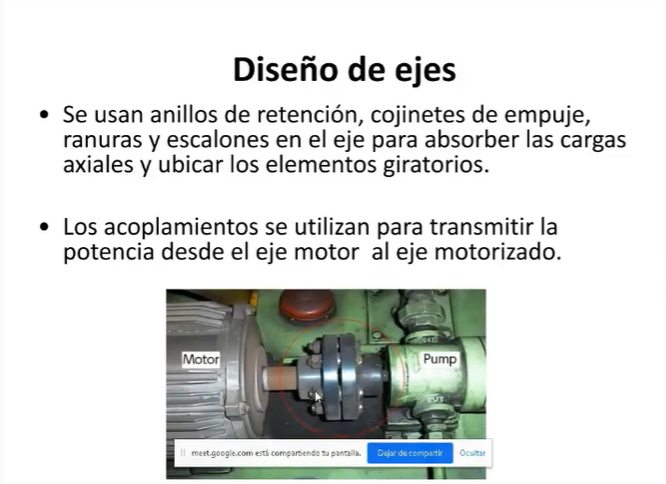 Diseño de ejes
• Se usan anillos de retención, cojinetes de empuje,
ranuras y escalones en el eje para absorber las cargas
axiales y ubicar los elementos giratorios.
• Los acoplamientos se utilizan para transmitir la
potencia desde el eje motor al eje motorizado.
Motor
Pump
meet.google.com está compartiendo tu pantalla.
Dejar de compartir
Ocultar